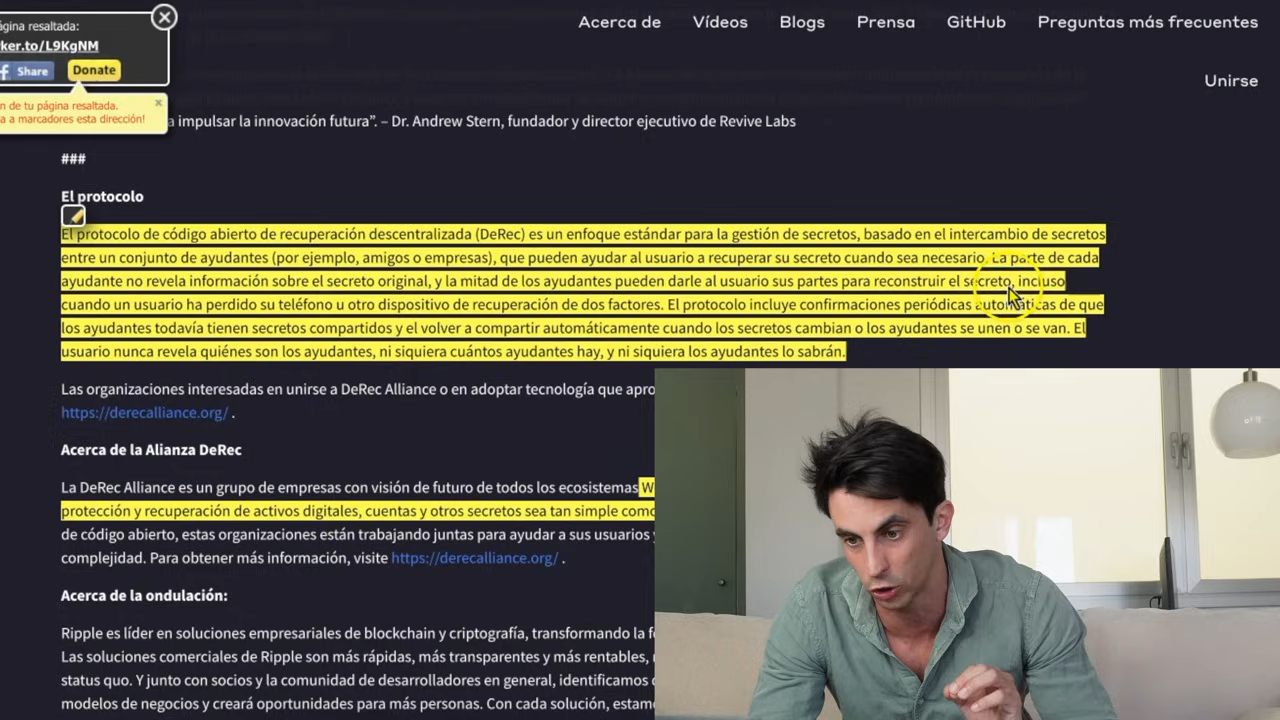 ágina resaltada:
ker.to/L9KgNM
f Share Donate
n de tu página resaltada.
a a marcadores esta dirección!
Acerca de Vídeos Blogs Prensa GitHub Preguntas más frecuentes
Unirse
a impulsar la innovación futura”. – Dr. Andrew Stern, fundador y director ejecutivo de Revive Labs
###
El protocolo
El protocolo de código abierto de recuperación descentralizada (DeRec) es un enfoque estándar para la gestión de secretos, basado en el intercambio de secretos
entre un conjunto de ayudantes (por ejemplo, amigos o empresas), que pueden ayudar al usuario a recuperar su secreto cuando sea necesario. La parte de cada
ayudante no revela información sobre el secreto original, y la mitad de los ayudantes pueden darle al usuario sus partes para reconstruir el secreto, incluso
cuando un usuario ha perdido su teléfono u otro dispositivo de recuperación de dos factores. El protocolo incluye confirmaciones periódicas automáticas de que
los ayudantes todavía tienen secretos compartidos y el volver a compartir automáticamente cuando los secretos cambian o los ayudantes se unen o se van. El
usuario nunca revela quiénes son los ayudantes, ni siquiera cuántos ayudantes hay, y ni siquiera los ayudantes lo sabrán.
Las organizaciones interesadas en unirse a DeRec Alliance o en adoptar tecnología que apro
https://derecalliance.org/ .
Acerca de la Alianza DeRec
La DeRec Alliance es un grupo de empresas con visión de futuro de todos los ecosistemas W
protección y recuperación de activos digitales, cuentas y otros secretos sea tan simple como
de código abierto, estas organizaciones están trabajando juntas para ayudar a sus usuarios y
complejidad. Para obtener más información, visite https://derecalliance.org/ .
Acerca de la ondulación:
Ripple es líder en soluciones empresariales de blockchain y criptografía, transformando la f
Las soluciones comerciales de Ripple son más rápidas, más transparentes y más rentables,
status quo. Y junto con socios y la comunidad de desarrolladores en general, identificamos
modelos de negocios y creará oportunidades para más personas. Con cada solución, estam